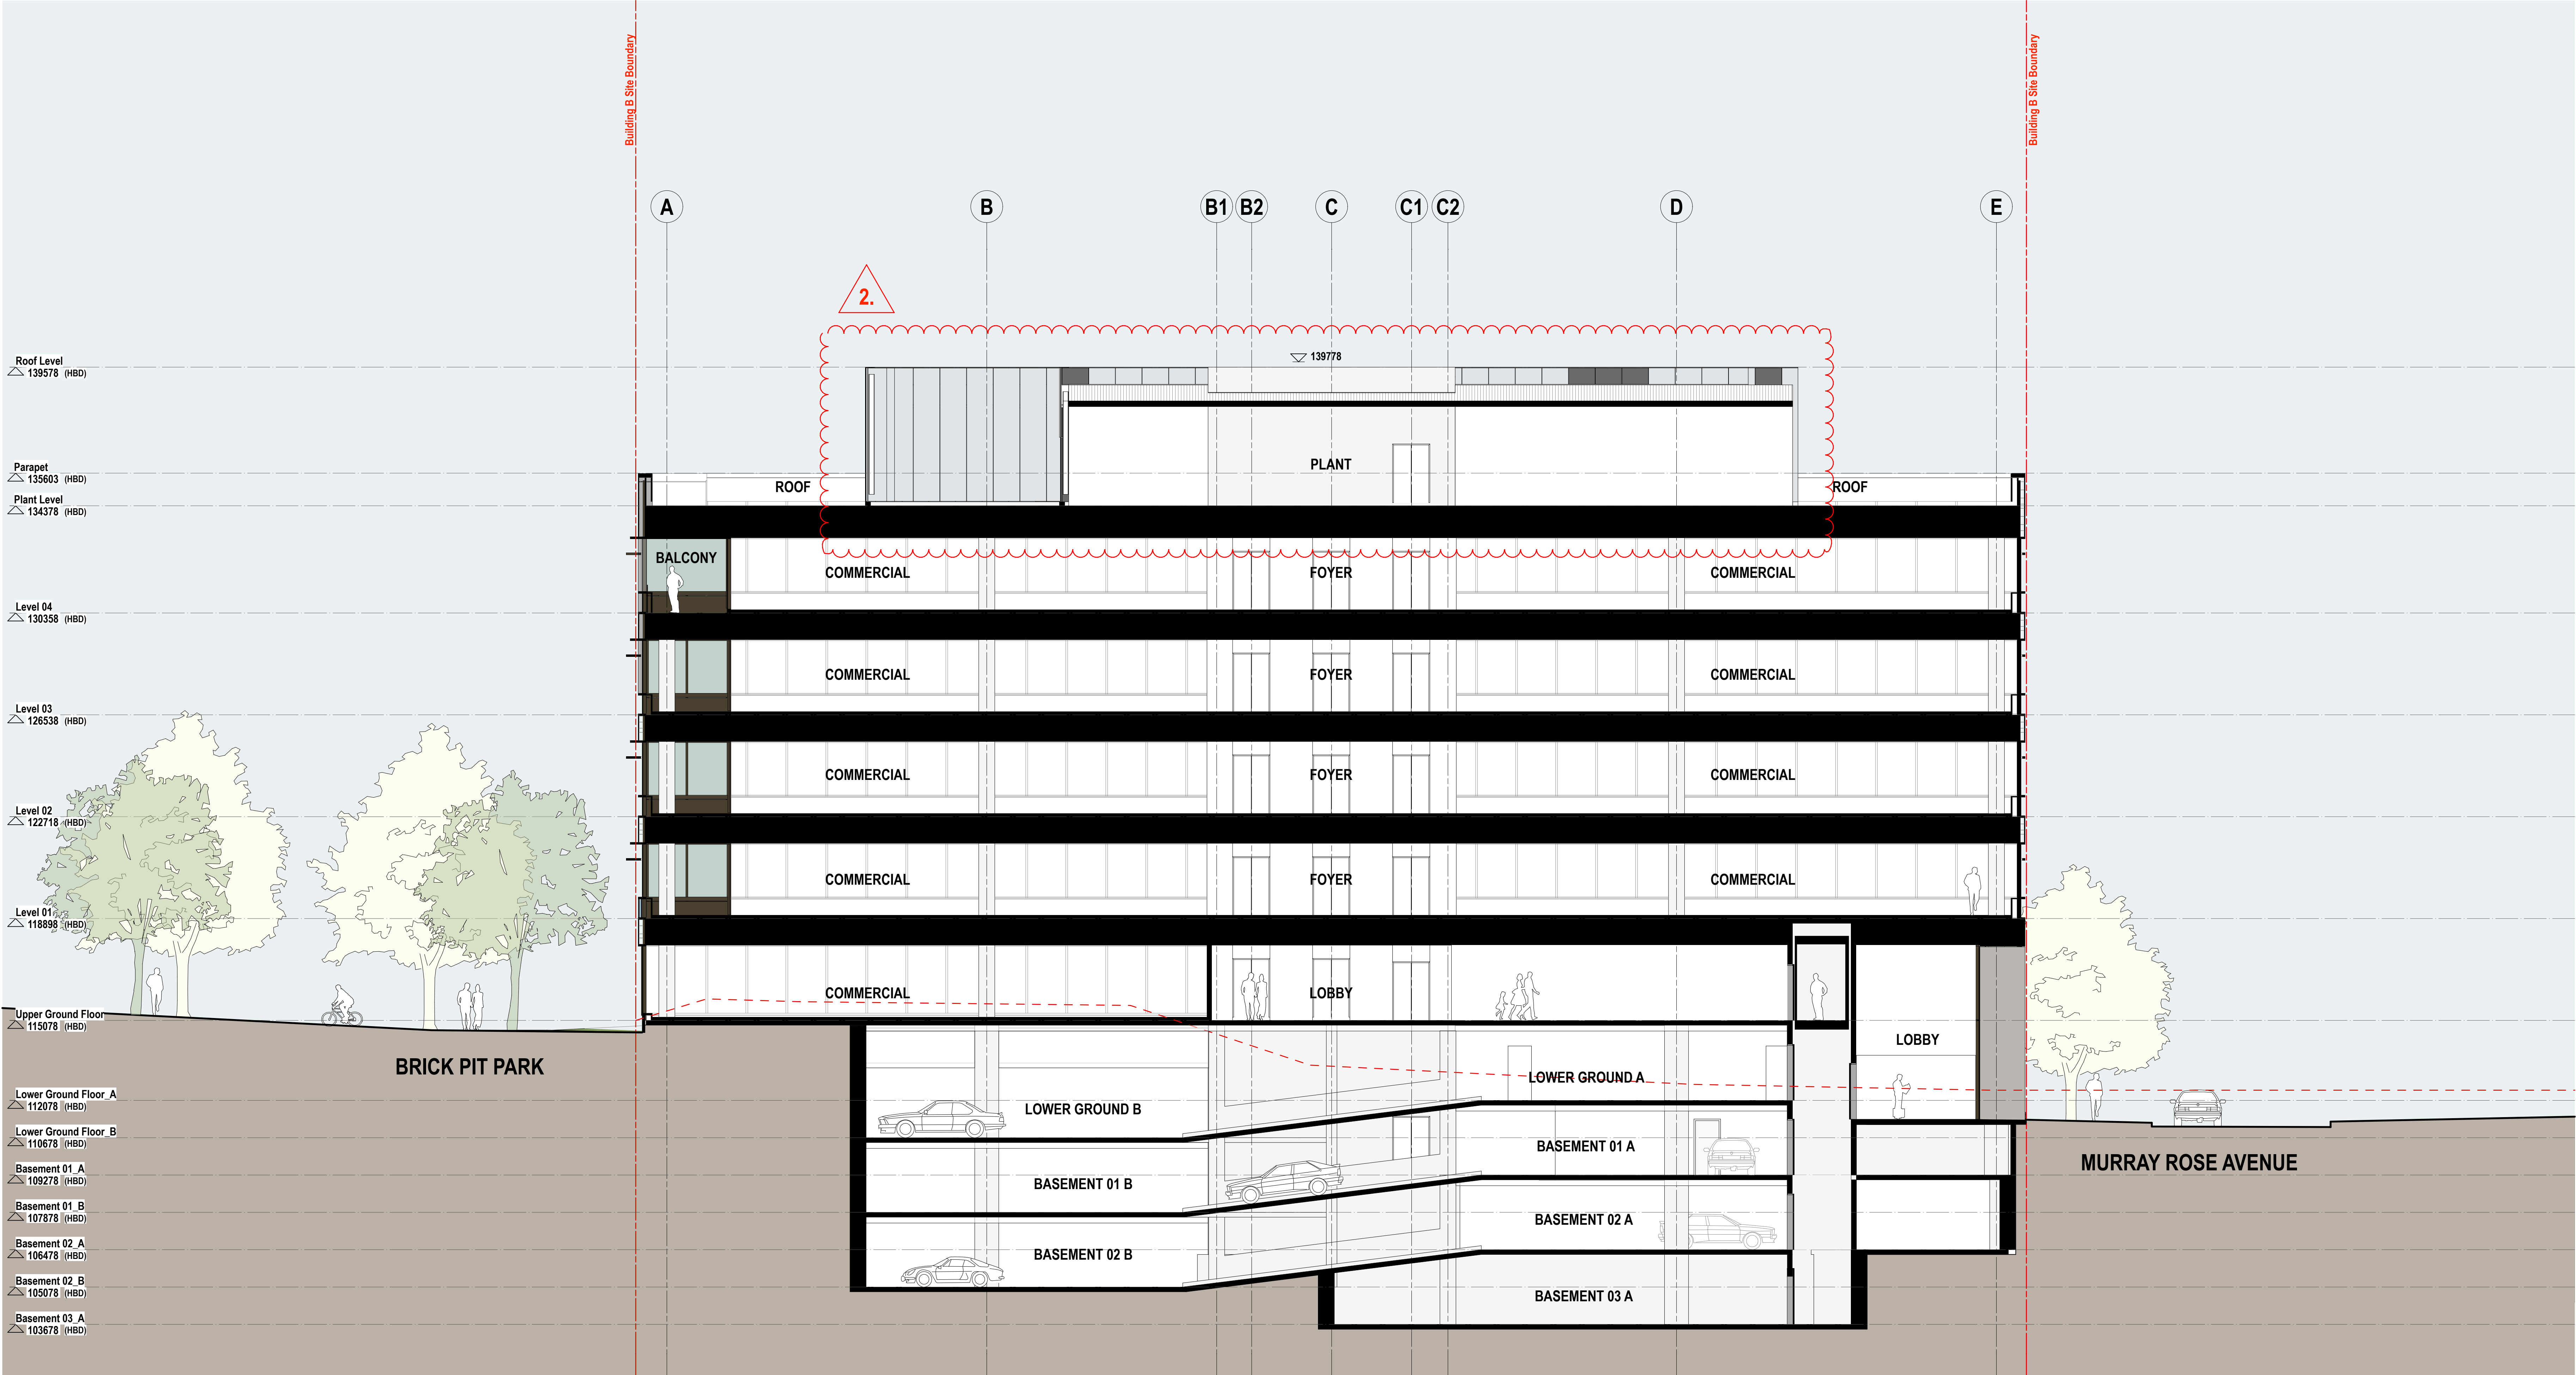 Building B Site Boundary
Building B Site Boundary
A
B
B1
B2
C
C1
C2
D
E
2.
139778
Roof Level
139578 (HBD)
Parapet
135603 (HBD)
Plant Level
134378 (HBD)
PLANT
ROOF
ROOF
BALCONY
COMMERCIAL
FOYER
COMMERCIAL
Level 04
130358 (HBD)
COMMERCIAL
FOYER
COMMERCIAL
Level 03
126538 (HBD)
COMMERCIAL
FOYER
COMMERCIAL
Level 02
122718 (HBD)
COMMERCIAL
FOYER
COMMERCIAL
Level 01
118898 (HBD)
COMMERCIAL
LOBBY
Upper Ground Floor
115078 (HBD)
LOBBY
BRICK PIT PARK
LOWER GROUND A
Lower Ground Floor_A
112078 (HBD)
LOWER GROUND B
Lower Ground Floor_B
110678 (HBD)
BASEMENT 01 A
MURRAY ROSE AVENUE
Basement 01_A
109278 (HBD)
BASEMENT 01 B
Basement 01_B
107878 (HBD)
BASEMENT 02 A
Basement 02_A
106478 (HBD)
BASEMENT 02 B
Basement 02_B
105078 (HBD)
BASEMENT 03 A
Basement 03_A
103678 (HBD)